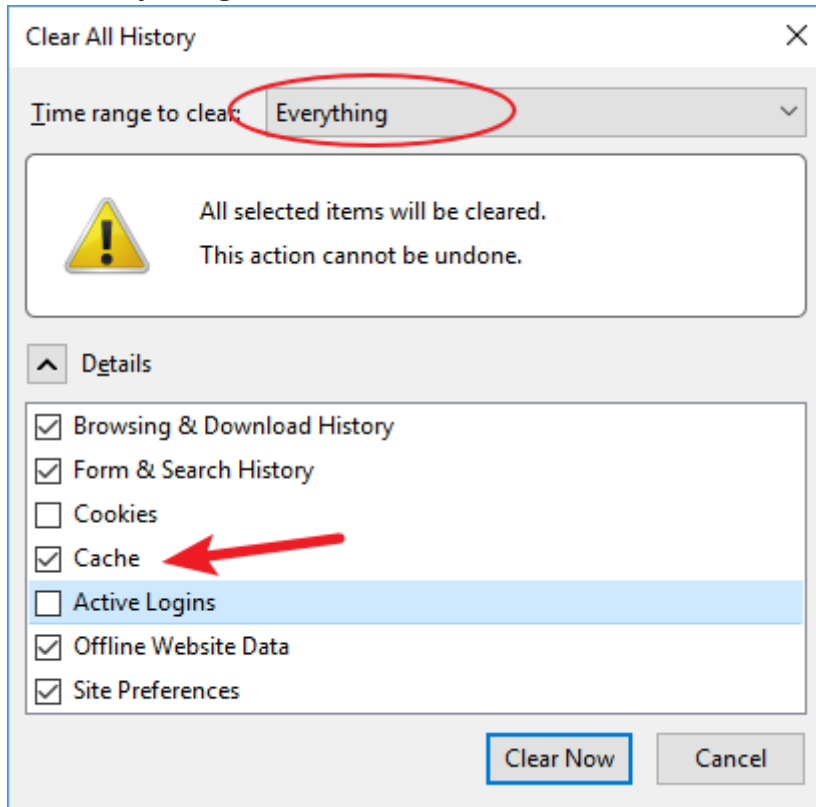 Clear All History
Time range to clear: Everything
All selected items will be cleared.
This action cannot be undone.
Details
Browsing & Download History
Form & Search History
Cookies
Cache
Active Logins
Offline Website Data
Site Preferences
Clear Now Cancel